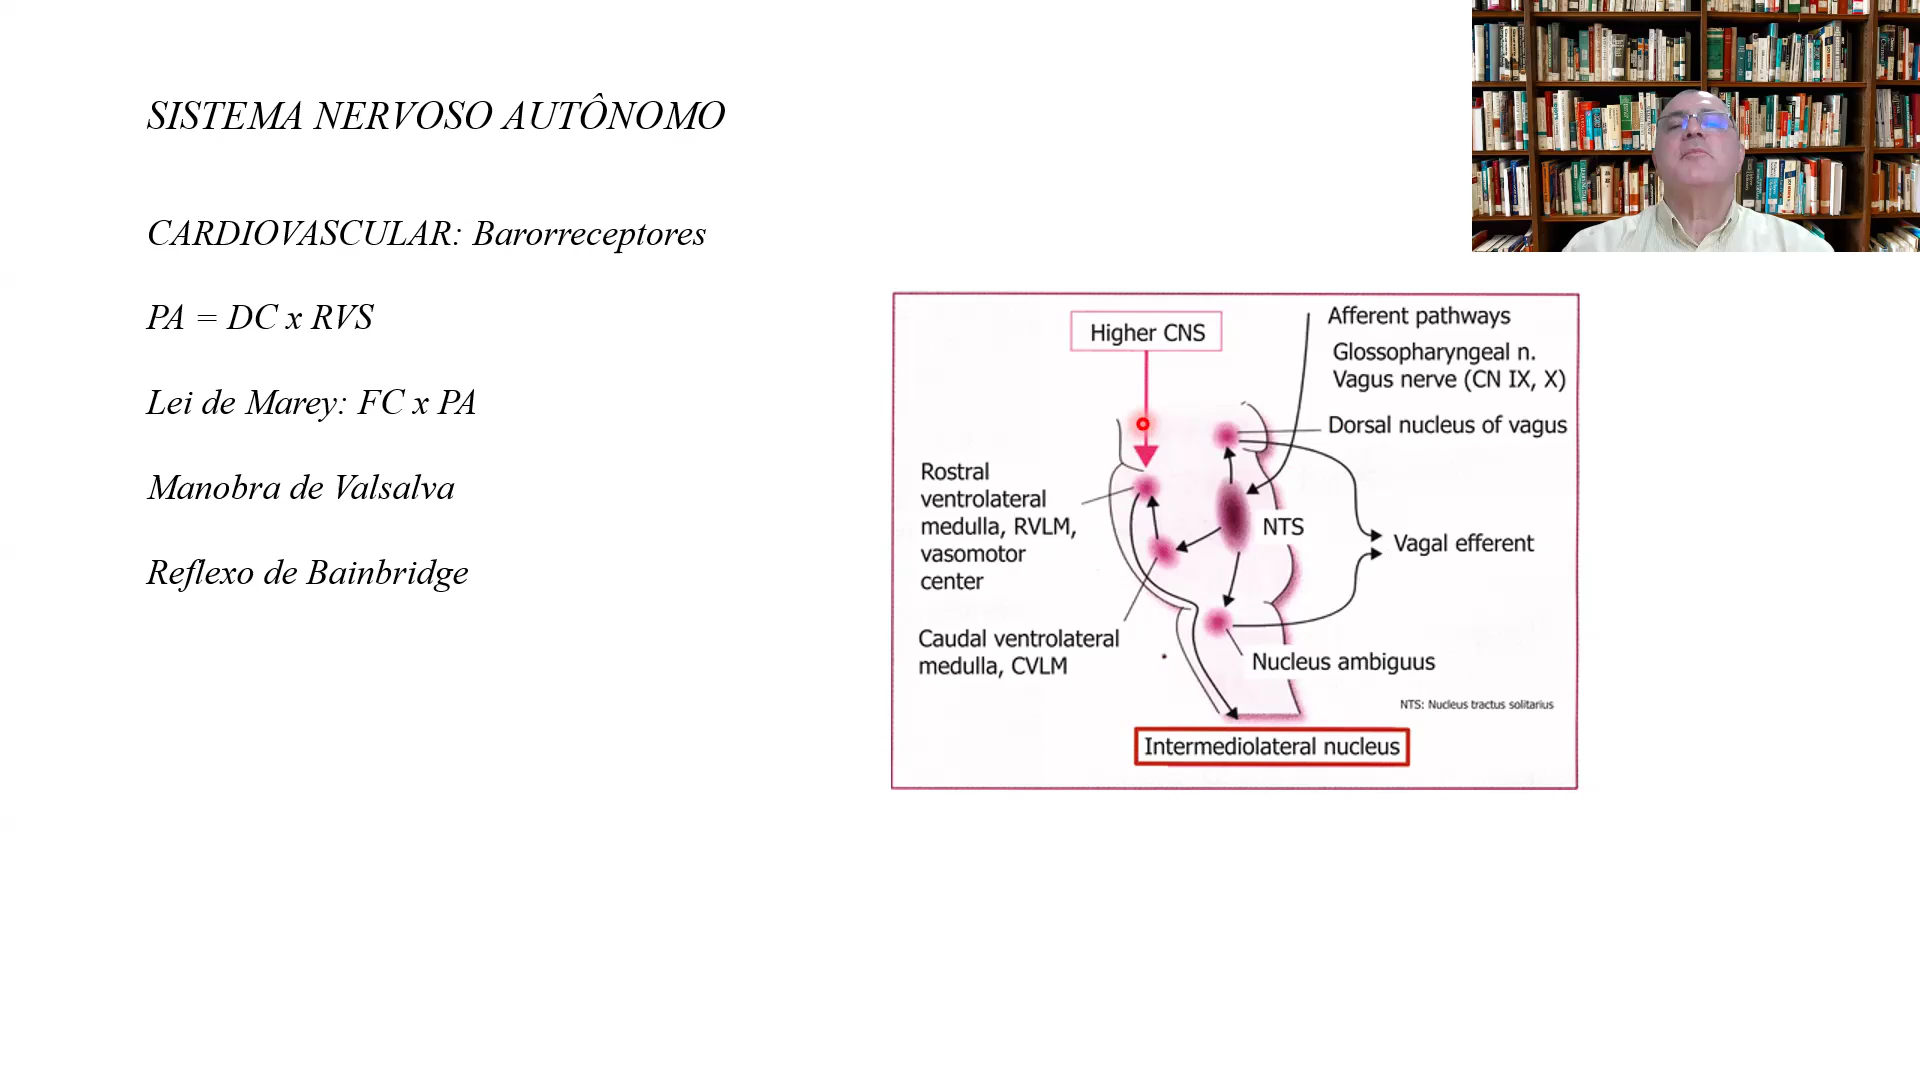 SISTEMA NERVOSO AUTÔNOMO
CARDIOVASCULAR: Barorreceptores
PA = DC x RVS
Lei de Marey: FC x PA
Manobra de Valsalva
Reflexo de Bainbridge
Higher CNS
Afferent pathways
Glossopharyngeal n.
Vagus nerve (CN IX, X)
Dorsal nucleus of vagus
Rostral
ventrolateral
medulla, RVLM,
vasomotor
center
NTS
Vagal efferent
Caudal ventrolateral
medulla, CVLM
Nucleus ambiguus
NTS: Nucleus tractus solitarius
Intermediolateral nucleus